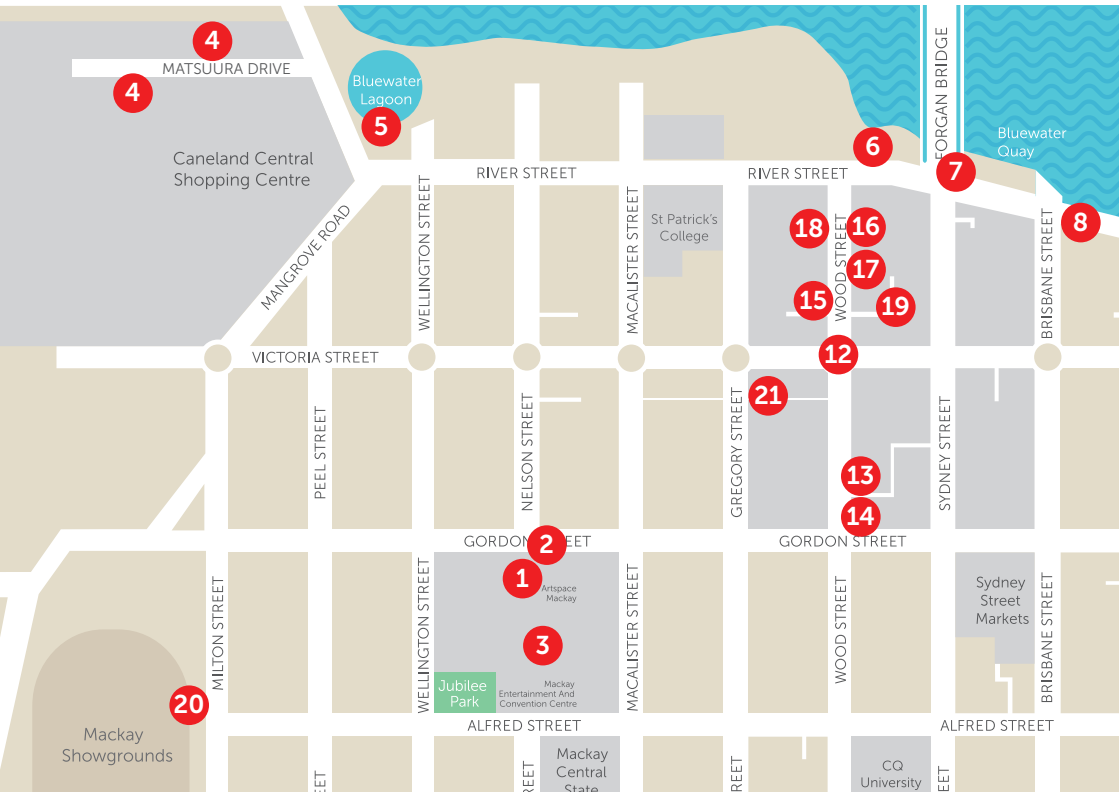 4
MATSUURA DRIVE
4
Bluewater
Lagoon
5
FORGAN BRIDGE
Bluewater
Quay
6
7
8
Caneland Central
Shopping Centre
RIVER STREET
RIVER STREET
MANGROVE ROAD
WELLINGTON STREET
MACALISTER STREET
St Patrick's
College
18
16
17
WOOD STREET
15
19
BRISBANE STREET
VICTORIA STREET
12
21
PEEL STREET
NELSON STREET
GREGORY STREET
SYDNEY STREET
13
14
GORDON STREET
2
GORDON STREET
1
Artspace
Mackay
3
MILTON STREET
WELLINGTON STREET
MACALISTER STREET
WOOD STREET
Sydney
Street
Markets
BRISBANE STREET
Jubilee
Park
Mackay
Entertainment And
Convention Centre
20
Mackay
Showgrounds
ALFRED STREET
ALFRED STREET
Mackay
Central
State
CQ
University